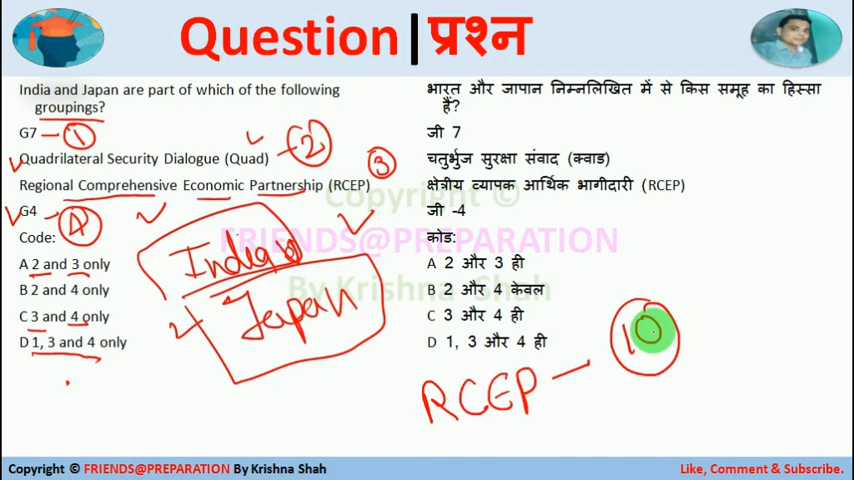 Question|प्रश्न
India and Japan are part of which of the following
groupings?
G7 — 1
Quadrilateral Security Dialogue (Quad) — 2
Regional Comprehensive Economic Partnership (RCEP) 3
G4 — 4
Code:
A 2 and 3 only
B 2 and 4 only
C 3 and 4 only
D 1, 3 and 4 only
भारत और जापान निम्नलिखित में से किस समूह का हिस्सा
हैं?
जी 7
चतुर्भुज सुरक्षा संवाद (क्वाड)
क्षेत्रीय व्यापक आर्थिक भागीदारी (RCEP)
जी -4
कोड:
A 2 और 3 ही
B 2 और 4 केवल
C 3 और 4 ही
D 1, 3 और 4 ही
India
Japan
RCEP — 10
Copyright ©
FRIENDS@PREPARATION
By Krishna Shah
Copyright © FRIENDS@PREPARATION By Krishna Shah
Like, Comment & Subscribe.